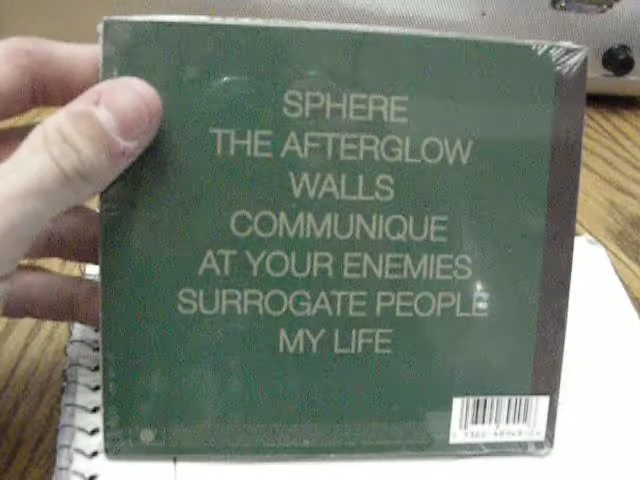 SPHERE
THE AFTERGLOW
WALLS
COMMUNIQUE
AT YOUR ENEMIES
SURROGATE PEOPLE
MY LIFE